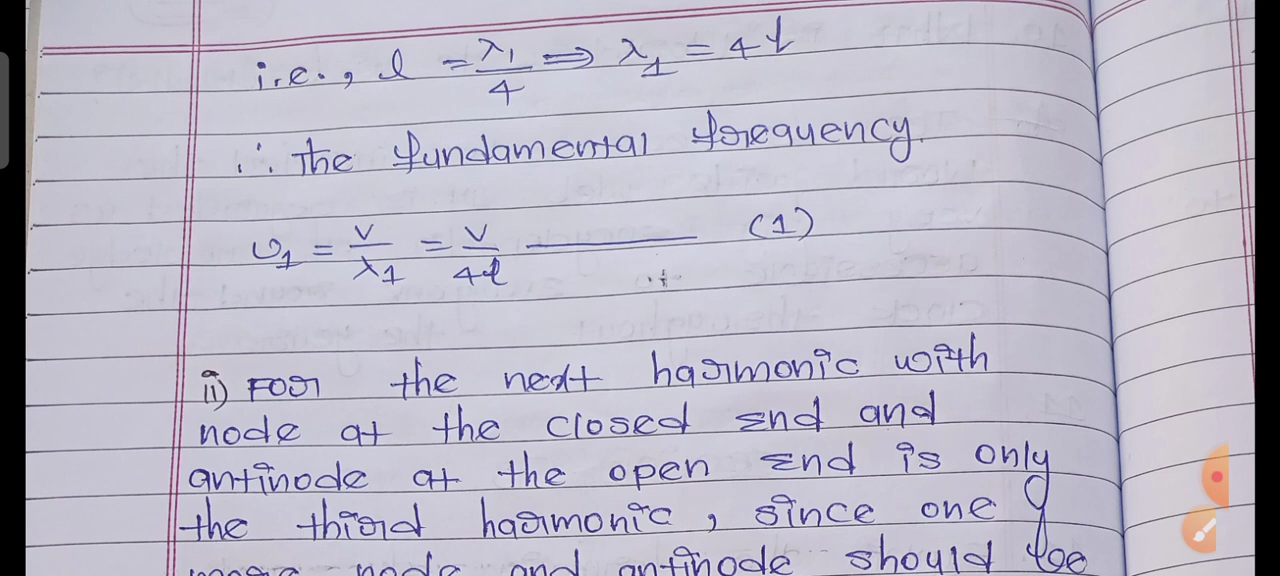 i.e., l = λ₁/4 ⟹ λ₁ = 4l
∴ the fundamental frequency.
υ₁ = v/λ₁ = v/4l ——— (1)
ii) For the next harmonic with
node at the closed end and
antinode at the open end is only
the third harmonic, since one
more node and antinode should be